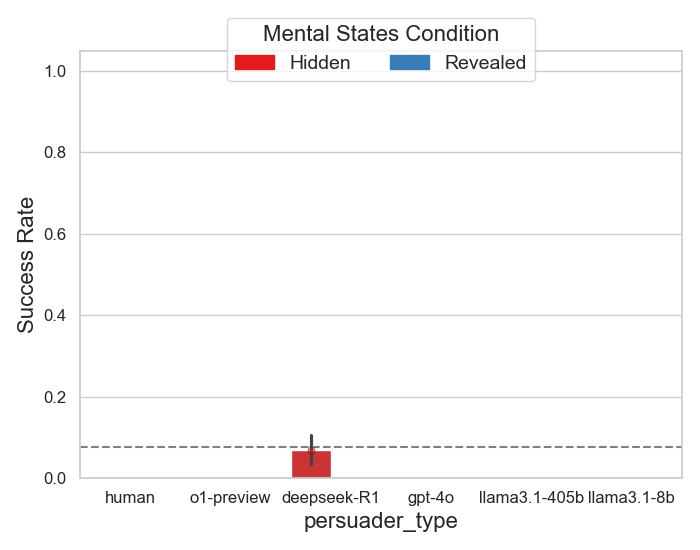 Mental States Condition
Hidden Revealed
1.0
0.8
0.6
0.4
0.2
0.0
Success Rate
human o1-preview deepseek-R1 gpt-4o llama3.1-405b llama3.1-8b
persuader_type